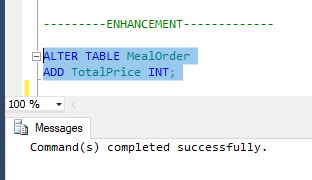 ---------ENHANCEMENT-------------
ALTER TABLE MealOrder
ADD TotalPrice INT;
100 %
Messages
Command(s) completed successfully.